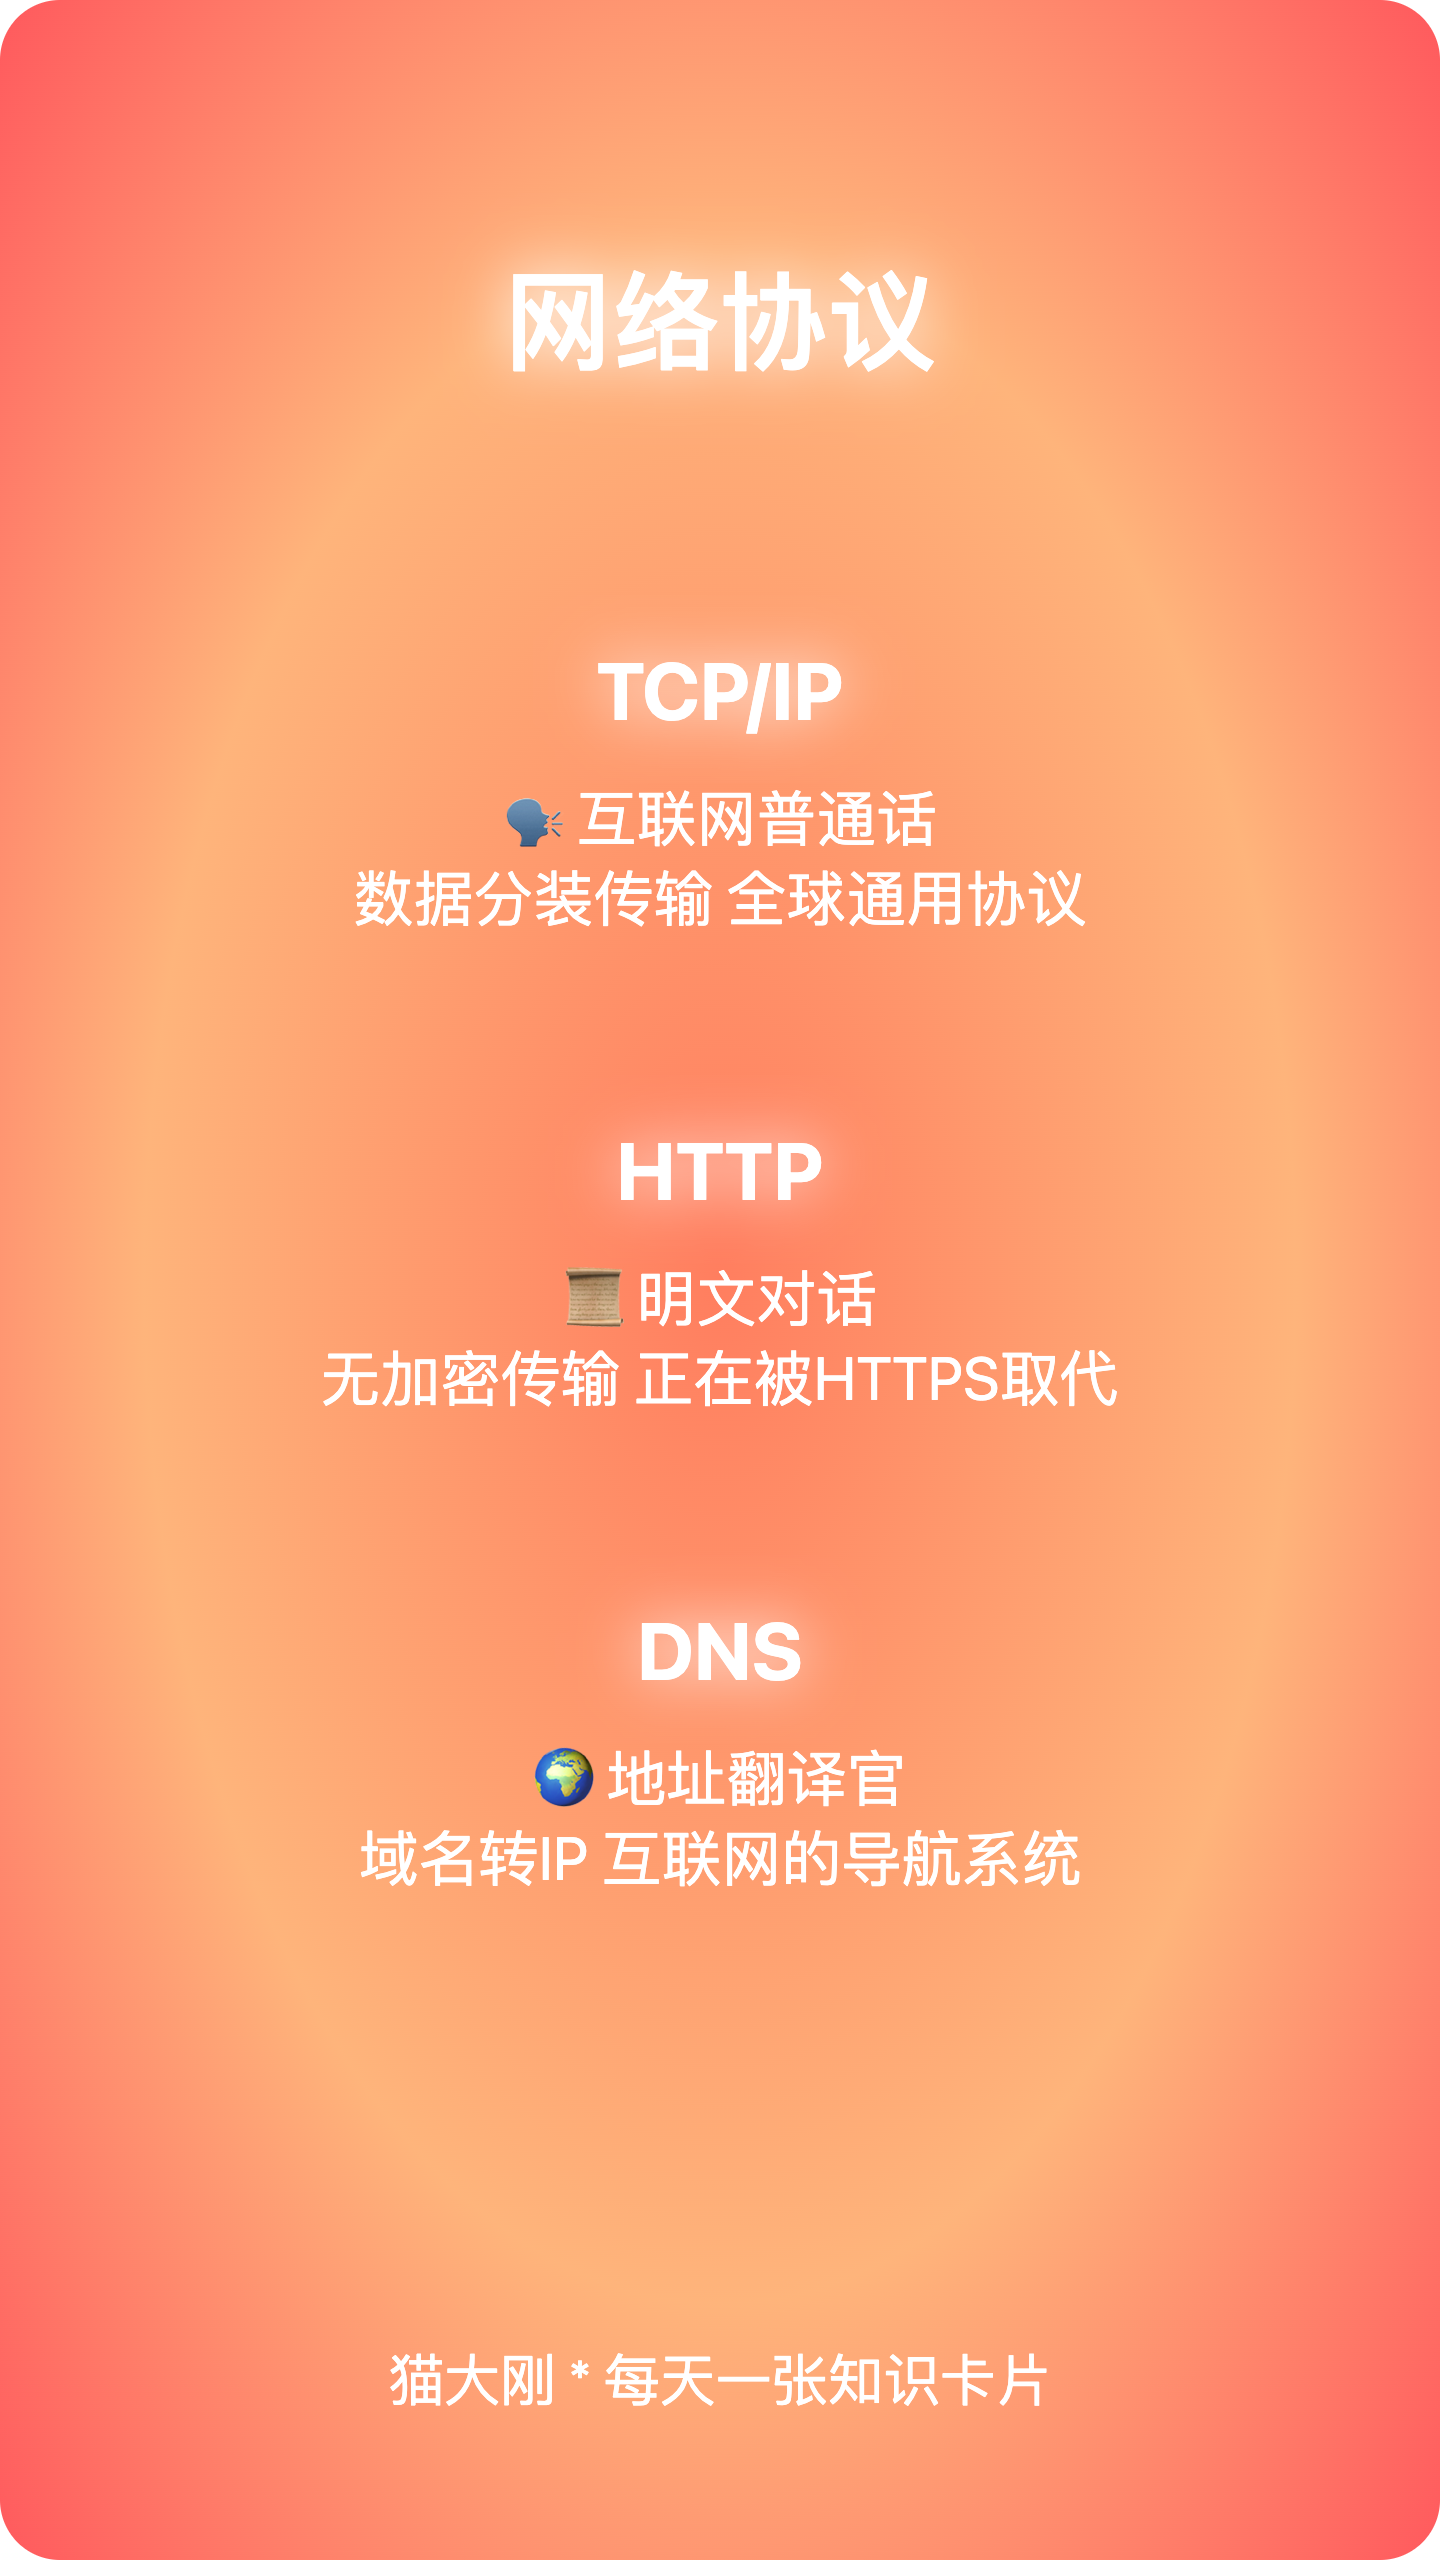 网络协议
TCP/IP
🗣️ 互联网普通话
数据分装传输 全球通用协议
HTTP
📜 明文对话
无加密传输 正在被HTTPS取代
DNS
🌍 地址翻译官
域名转IP 互联网的导航系统
猫大刚 * 每天一张知识卡片